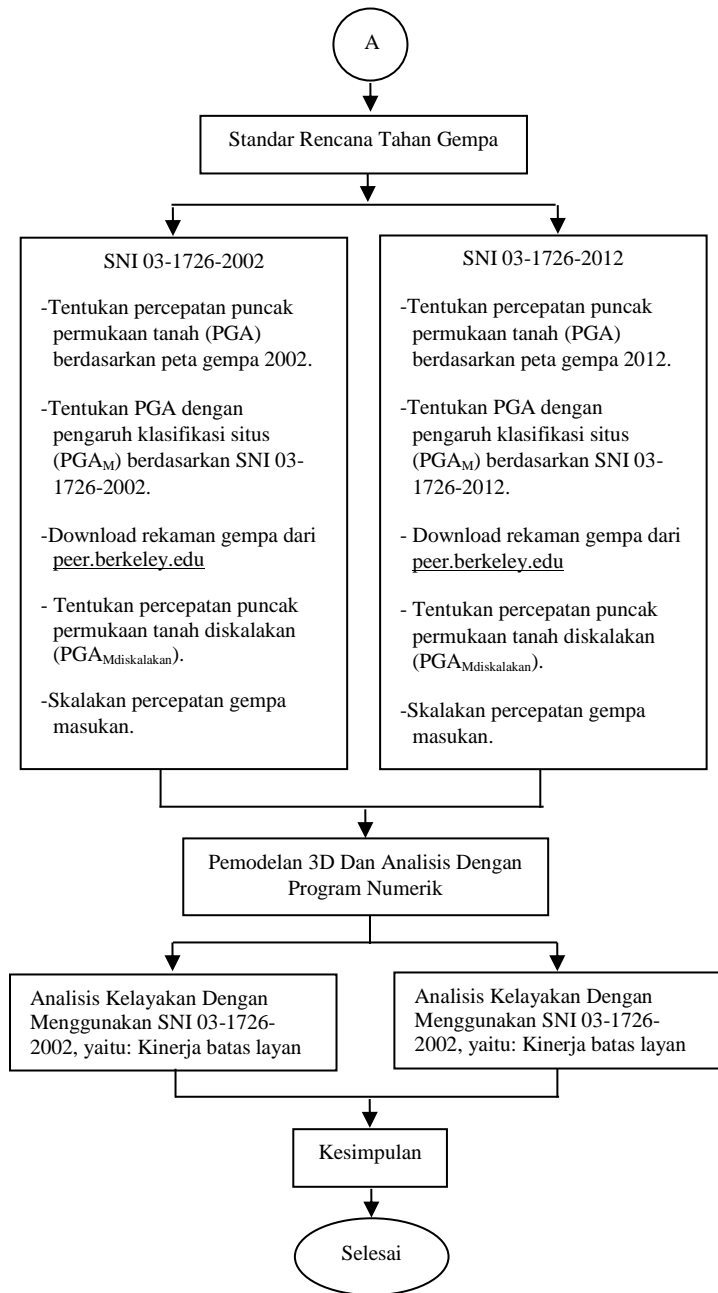 A
Standar Rencana Tahan Gempa
SNI 03-1726-2002
-Tentukan percepatan puncak
permukaan tanah (PGA)
berdasarkan peta gempa 2002.
-Tentukan PGA dengan
pengaruh klasifikasi situs
(PGAM) berdasarkan SNI 03-
1726-2002.
-Download rekaman gempa dari
peer.berkeley.edu
- Tentukan percepatan puncak
permukaan tanah diskalakan
(PGAMdiskalakan).
-Skalakan percepatan gempa
masukan.
SNI 03-1726-2012
-Tentukan percepatan puncak
permukaan tanah (PGA)
berdasarkan peta gempa 2012.
-Tentukan PGA dengan
pengaruh klasifikasi situs
(PGAM) berdasarkan SNI 03-
1726-2012.
- Download rekaman gempa dari
peer.berkeley.edu
- Tentukan percepatan puncak
permukaan tanah diskalakan
(PGAMdiskalakan).
-Skalakan percepatan gempa
masukan.
Pemodelan 3D Dan Analisis Dengan
Program Numerik
Analisis Kelayakan Dengan
Menggunakan SNI 03-1726-
2002, yaitu: Kinerja batas layan
Analisis Kelayakan Dengan
Menggunakan SNI 03-1726-
2002, yaitu: Kinerja batas layan
Kesimpulan
Selesai